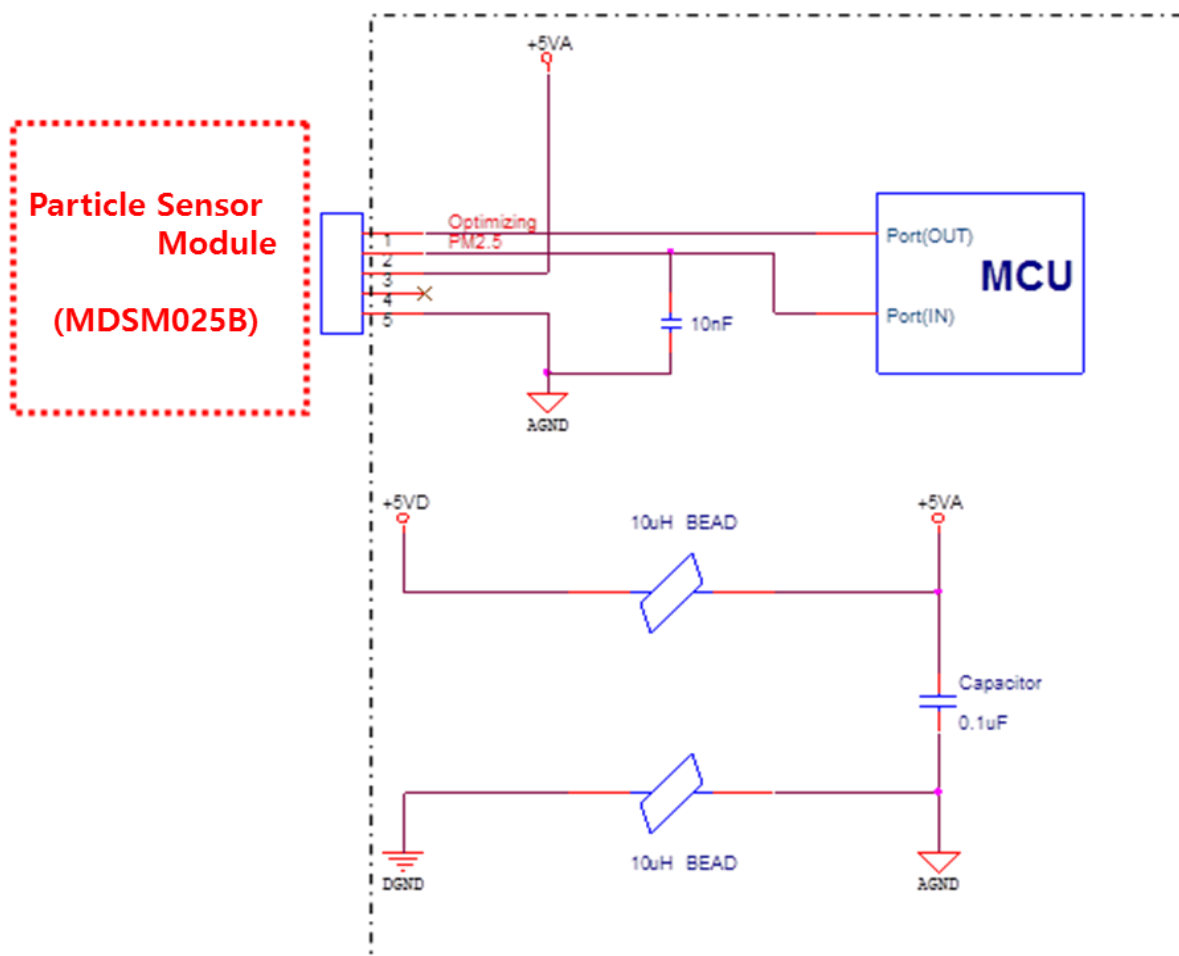 +5VA
Particle Sensor
Module
(MDSM025B)
Optimizing
PM2.5
1
2
3
4
5
10nF
AGND
Port(OUT)
MCU
Port(IN)
+5VD
10uH BEAD
+5VA
Capacitor
0.1uF
10uH BEAD
DGND
AGND